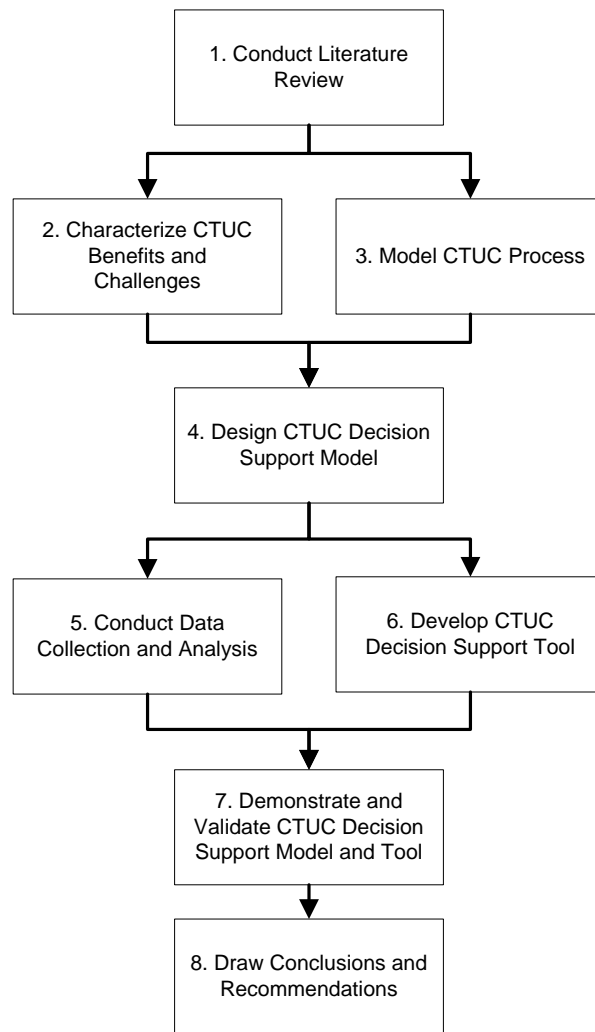 1. Conduct Literature
Review
2. Characterize CTUC
Benefits and
Challenges
3. Model CTUC Process
4. Design CTUC Decision
Support Model
5. Conduct Data
Collection and Analysis
6. Develop CTUC
Decision Support Tool
7. Demonstrate and
Validate CTUC Decision
Support Model and Tool
8. Draw Conclusions and
Recommendations